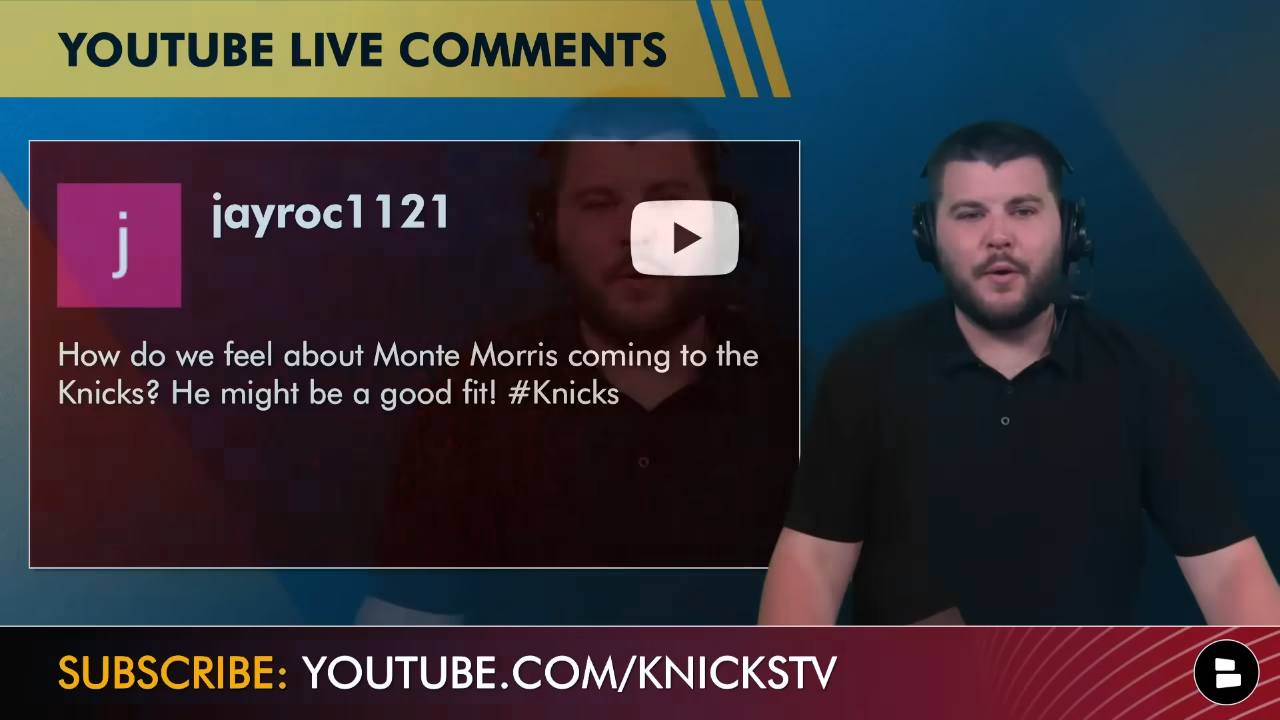 YOUTUBE LIVE COMMENTS
j
jayroc1121
How do we feel about Monte Morris coming to the
Knicks? He might be a good fit! #Knicks
SUBSCRIBE: YOUTUBE.COM/KNICKSTV